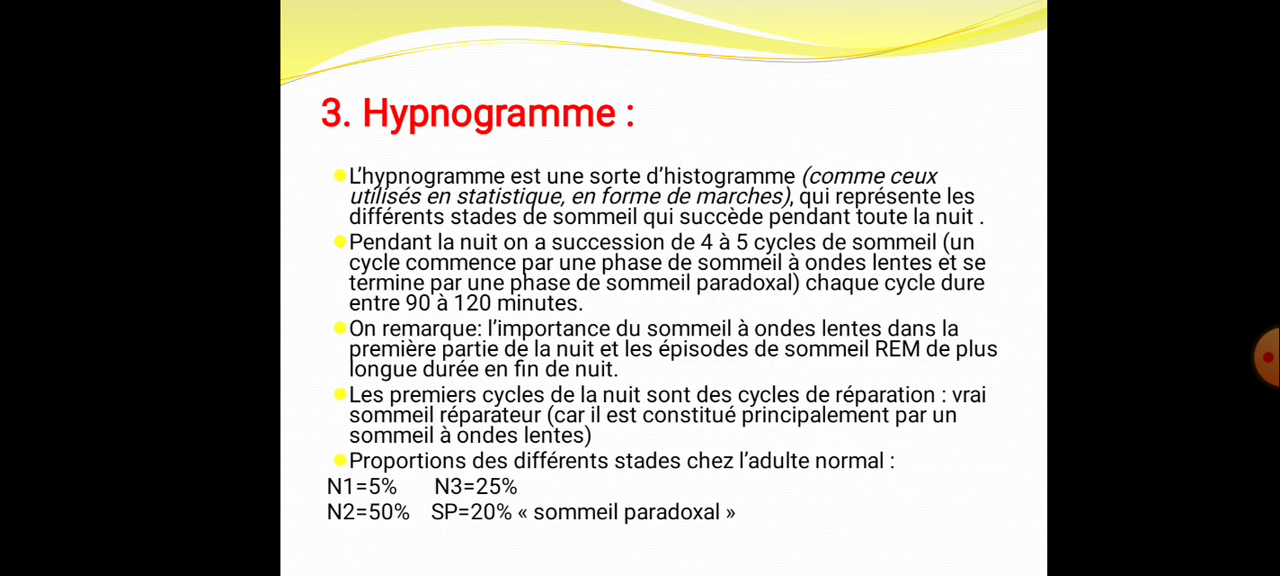 3. Hypnogramme :
L’hypnogramme est une sorte d’histogramme (comme ceux
utilisés en statistique, en forme de marches), qui représente les
différents stades de sommeil qui succède pendant toute la nuit .
Pendant la nuit on a succession de 4 à 5 cycles de sommeil (un
cycle commence par une phase de sommeil à ondes lentes et se
termine par une phase de sommeil paradoxal) chaque cycle dure
entre 90 à 120 minutes.
On remarque: l’importance du sommeil à ondes lentes dans la
première partie de la nuit et les épisodes de sommeil REM de plus
longue durée en fin de nuit.
Les premiers cycles de la nuit sont des cycles de réparation : vrai
sommeil réparateur (car il est constitué principalement par un
sommeil à ondes lentes)
Proportions des différents stades chez l’adulte normal :
N1=5% N3=25%
N2=50% SP=20% « sommeil paradoxal »